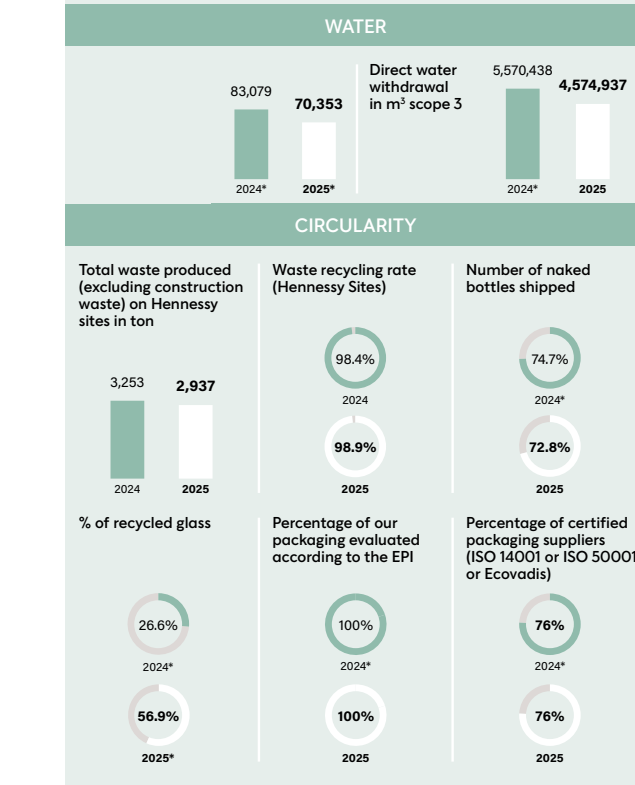 WATER
83,079
2024*
70,353
2025*
Direct water
withdrawal
in m³ scope 3
5,570,438
2024*
4,574,937
2025
CIRCULARITY
Total waste produced
(excluding construction
waste) on Hennessy
sites in ton
3,253
2024
2,937
2025
Waste recycling rate
(Hennessy Sites)
98.4%
2024
98.9%
2025
Number of naked
bottles shipped
74.7%
2024*
72.8%
2025
% of recycled glass
26.6%
2024*
56.9%
2025*
Percentage of our
packaging evaluated
according to the EPI
100%
2024*
100%
2025
Percentage of certified
packaging suppliers
(ISO 14001 or ISO 50001
or Ecovadis)
76%
2024*
76%
2025